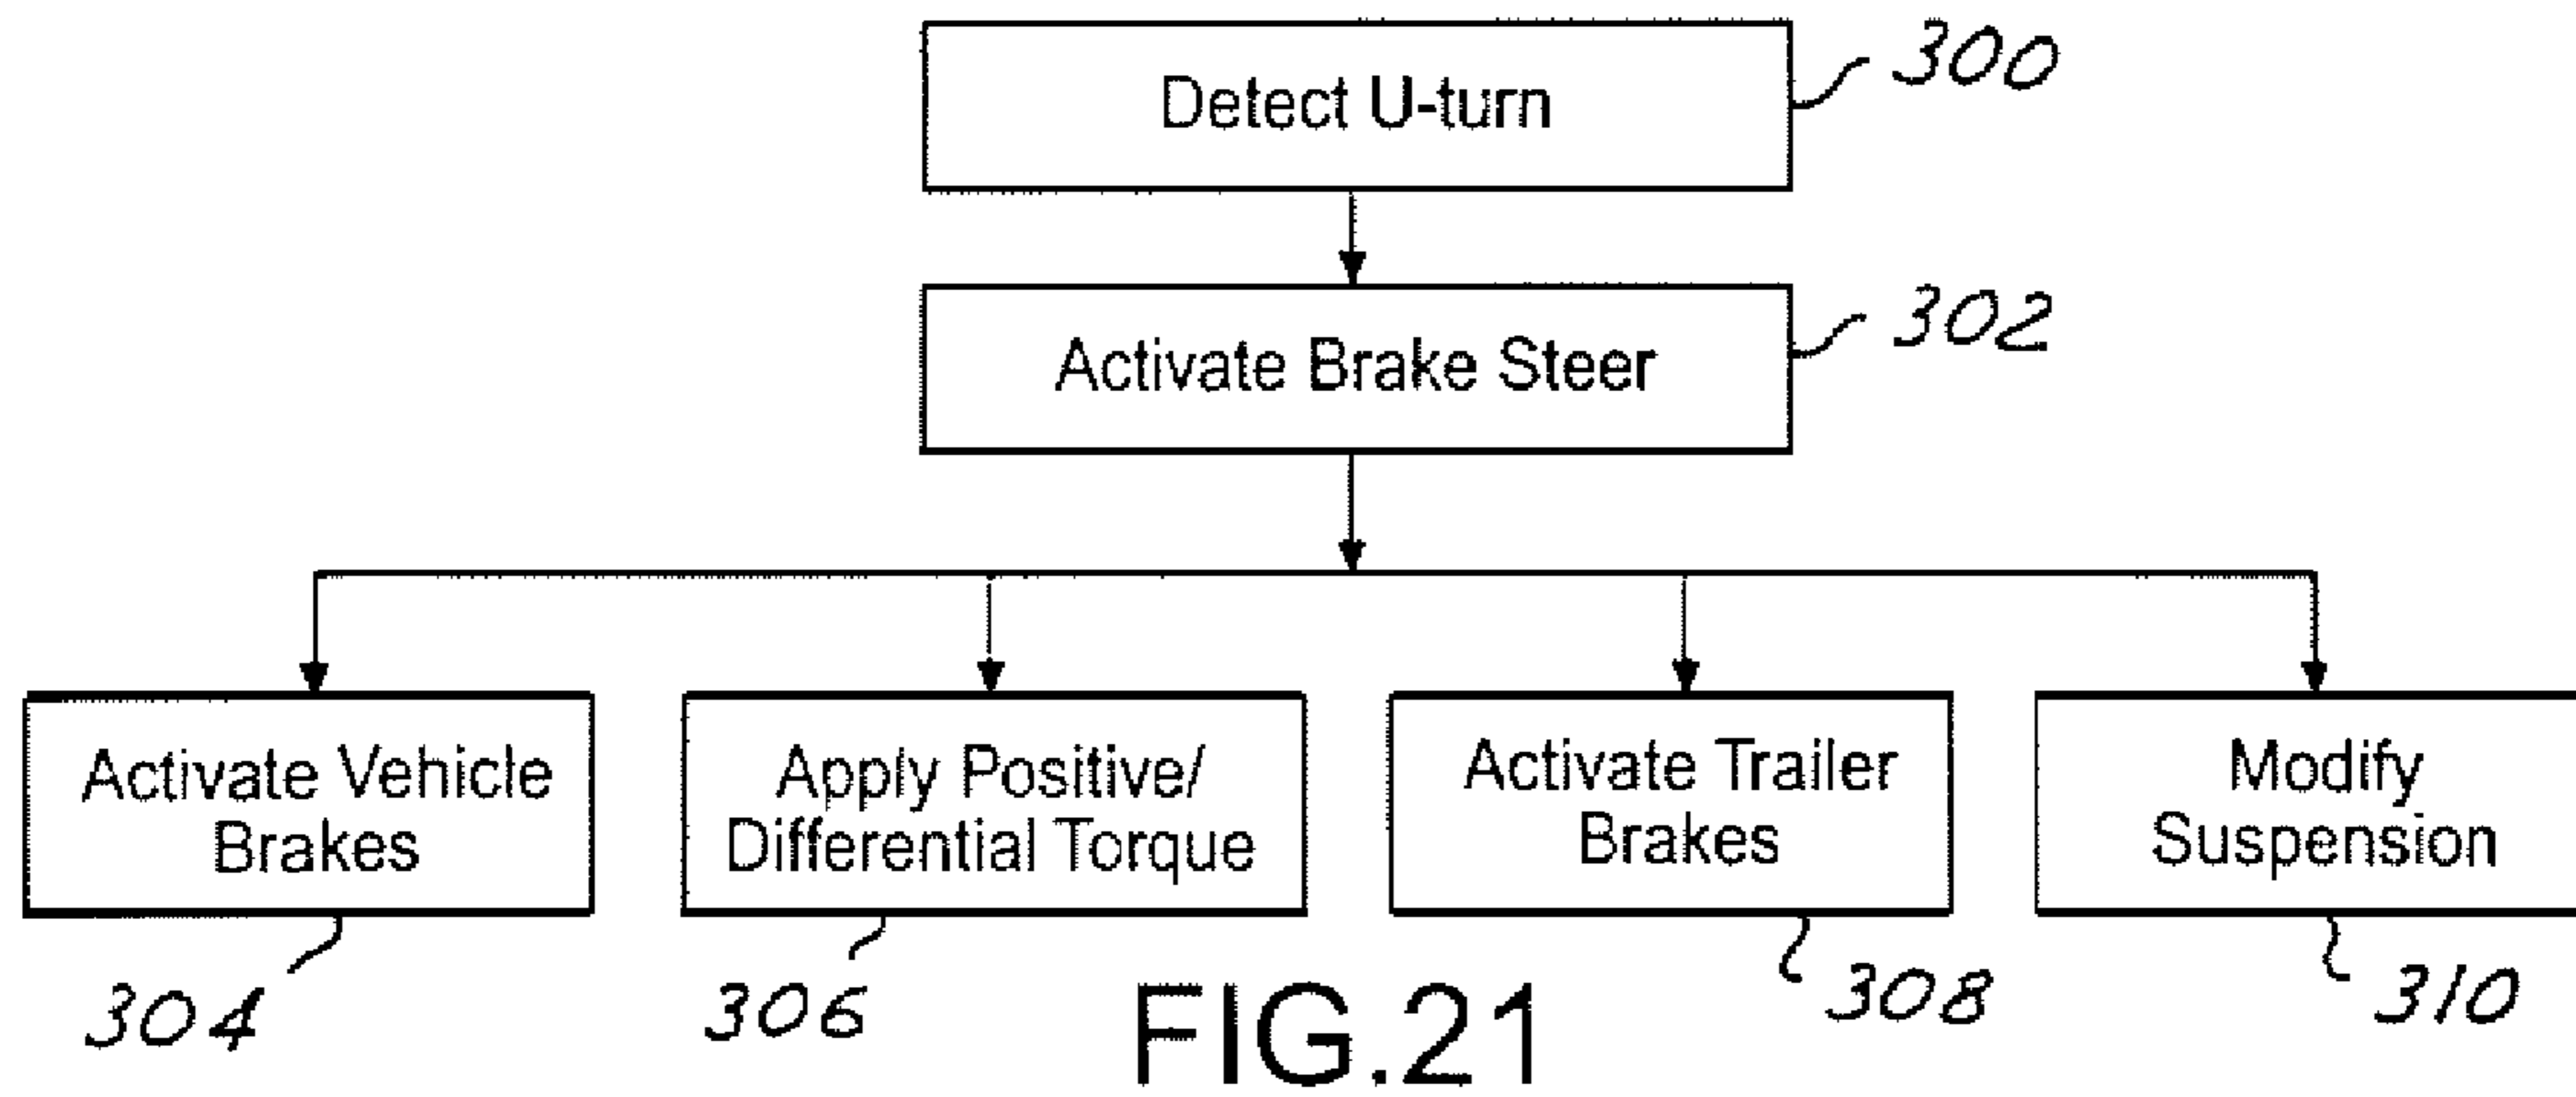 Detect U-turn
300
Activate Brake Steer
302
Activate Vehicle
Brakes
304
Apply Positive/
Differential Torque
306
Activate Trailer
Brakes
308
Modify
Suspension
310
FIG.21